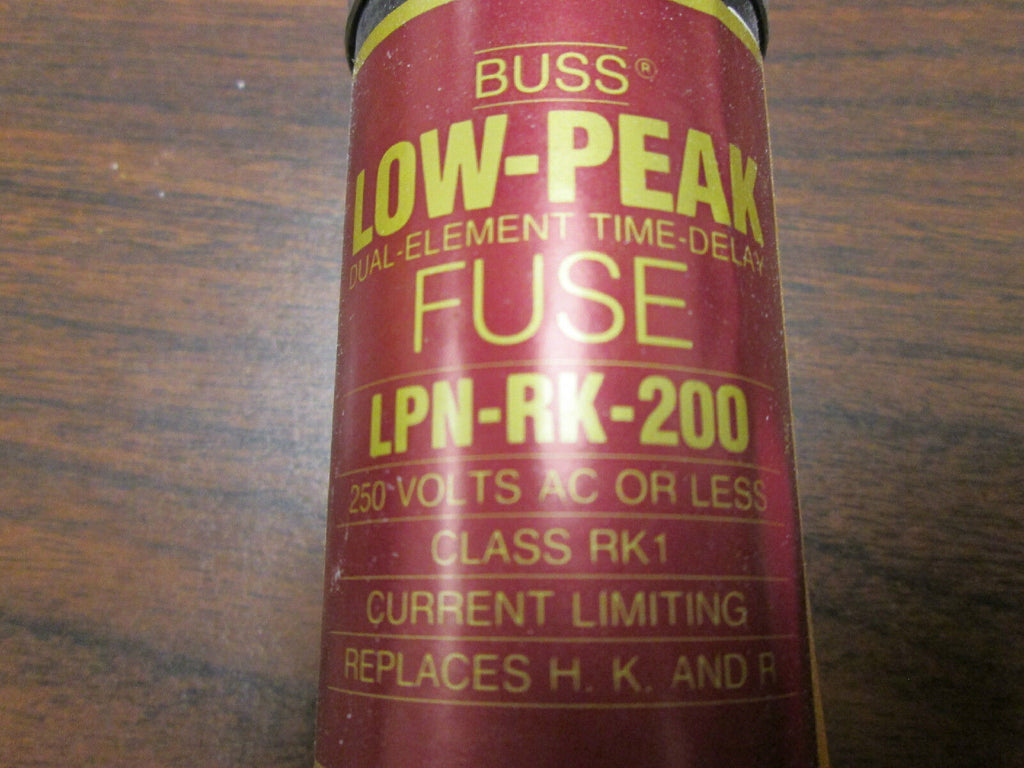 BUSS®
LOW-PEAK
DUAL-ELEMENT TIME-DELAY
FUSE
LPN-RK-200
250 VOLTS AC OR LESS
CLASS RK1
CURRENT LIMITING
REPLACES H. K. AND R